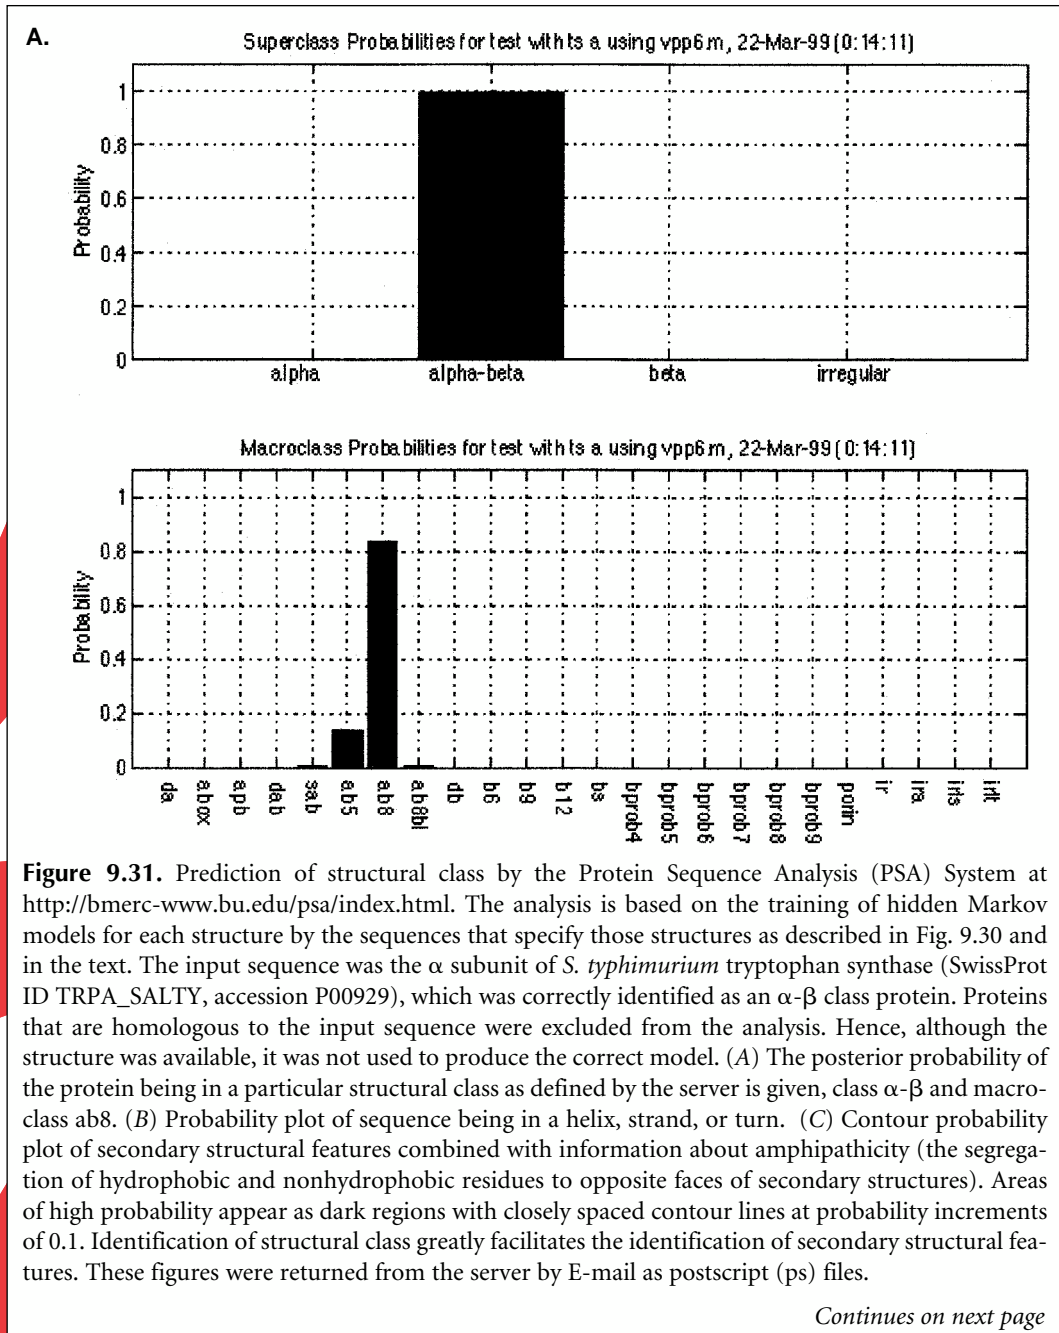 A.
Superclass Probabilities for test with ts a using vpp6m, 22-Mar-99 (0:14:11)
1
0.8
0.6
0.4
0.2
0
Probability
alpha
alpha-beta
beta
irregular
Macroclass Probabilities for test with ts a using vpp6m, 22-Mar-99 (0:14:11)
1
0.8
0.6
0.4
0.2
0
Probability
da
abox
apb
dab
sab
ab5
ab8
ab8bl
db
b6
b9
b12
bs
bprob4
bprob5
bprob6
bprob7
bprob8
bprob9
porin
ir
ira
iris
irlt
Figure 9.31. Prediction of structural class by the Protein Sequence Analysis (PSA) System at
http://bmerc-www.bu.edu/psa/index.html. The analysis is based on the training of hidden Markov
models for each structure by the sequences that specify those structures as described in Fig. 9.30 and
in the text. The input sequence was the α subunit of S. typhimurium tryptophan synthase (SwissProt
ID TRPA_SALTY, accession P00929), which was correctly identified as an α-β class protein. Proteins
that are homologous to the input sequence were excluded from the analysis. Hence, although the
structure was available, it was not used to produce the correct model. (A) The posterior probability of
the protein being in a particular structural class as defined by the server is given, class α-β and macro-
class ab8. (B) Probability plot of sequence being in a helix, strand, or turn. (C) Contour probability
plot of secondary structural features combined with information about amphipathicity (the segrega-
tion of hydrophobic and nonhydrophobic residues to opposite faces of secondary structures). Areas
of high probability appear as dark regions with closely spaced contour lines at probability increments
of 0.1. Identification of structural class greatly facilitates the identification of secondary structural fea-
tures. These figures were returned from the server by E-mail as postscript (ps) files.
Continues on next page